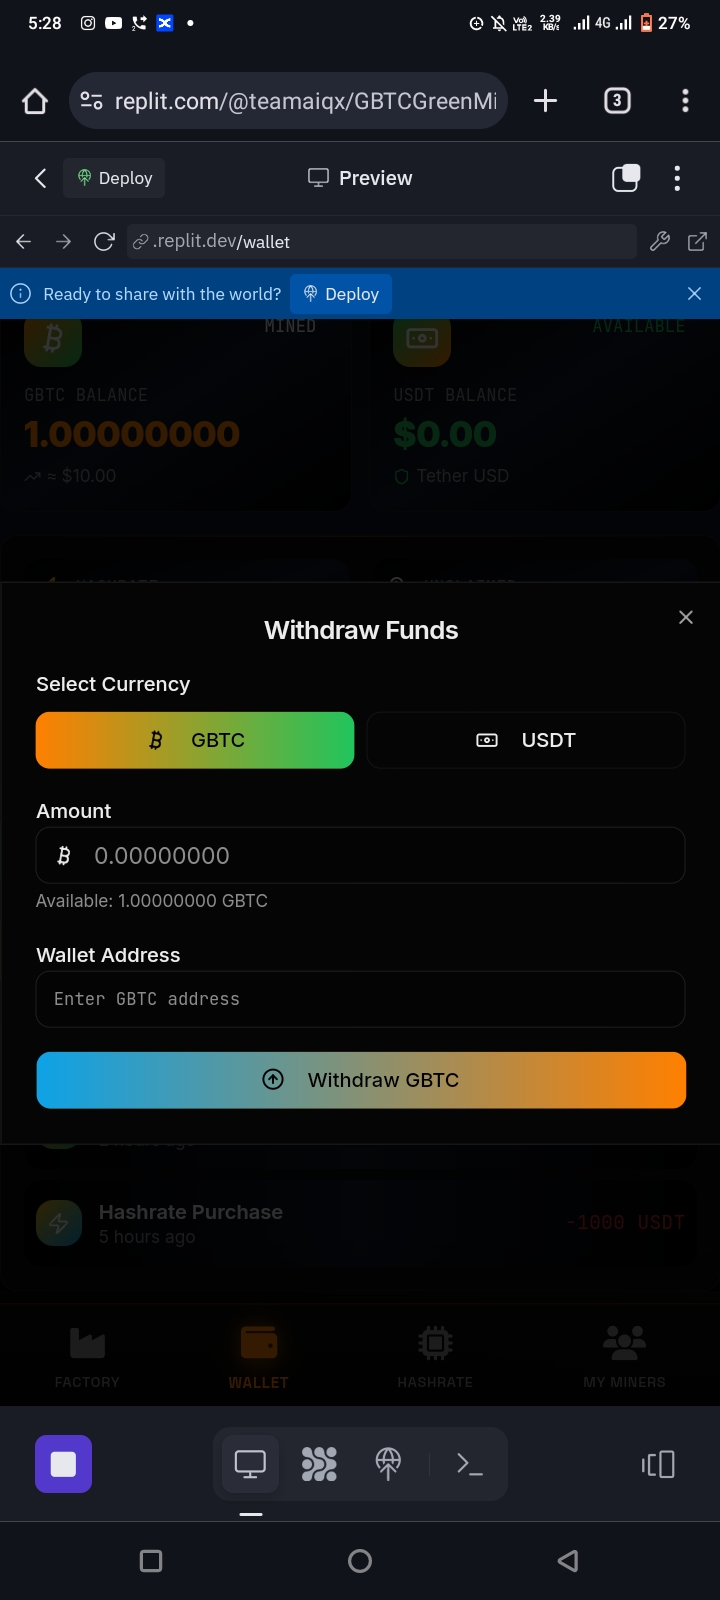 5:28
2.39 KB/s
4G
27%
replit.com/@teamaiqx/GBTCGreenMi
3
Deploy
Preview
.replit.dev/wallet
Ready to share with the world?
Deploy
MINED
AVAILABLE
GBTC BALANCE
USDT BALANCE
1.00000000
$0.00
≈ $10.00
Tether USD
Withdraw Funds
Select Currency
GBTC
USDT
Amount
0.00000000
Available: 1.00000000 GBTC
Wallet Address
Enter GBTC address
Withdraw GBTC
Hashrate Purchase
-1000 USDT
5 hours ago
FACTORY
WALLET
HASHRATE
MY MINERS